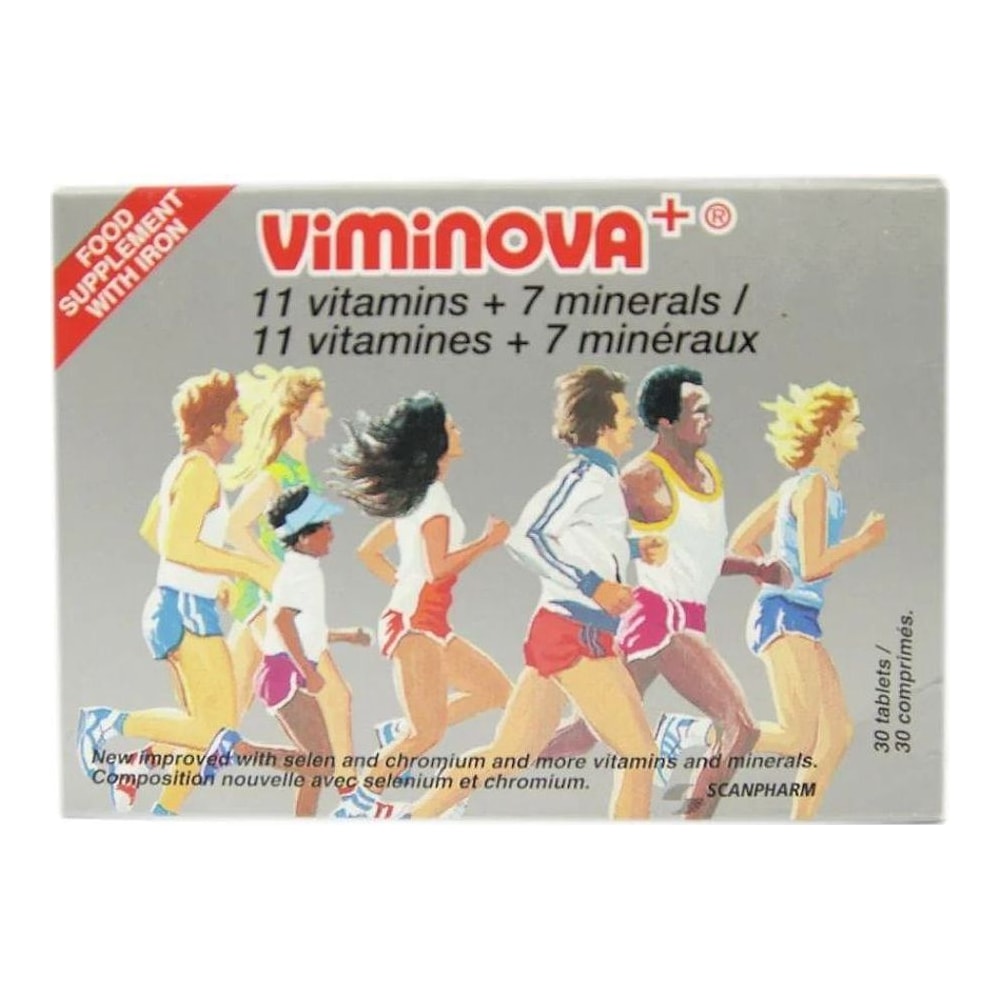 FOOD
SUPPLEMENT
WITH IRON
ViMiNOVA+®
11 vitamins + 7 minerals /
11 vitamines + 7 minéraux
30 tablets /
30 comprimés.
New improved with selen and chromium and more vitamins and minerals.
Composition nouvelle avec selenium et chromium.
SCANPHARM